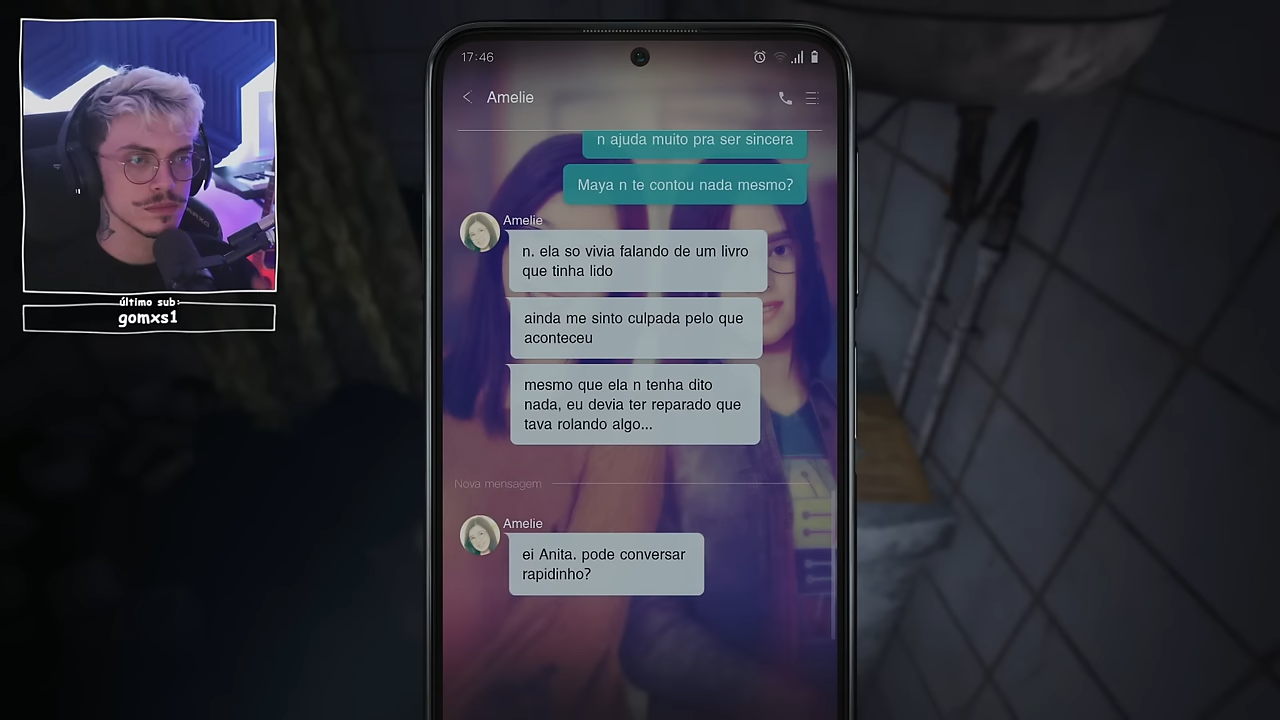 último sub:
gomxs1
17:46
Amelie
n ajuda muito pra ser sincera
Maya n te contou nada mesmo?
Amelie
n. ela so vivia falando de um livro
que tinha lido
ainda me sinto culpada pelo que
aconteceu
mesmo que ela n tenha dito
nada, eu devia ter reparado que
tava rolando algo...
Nova mensagem
Amelie
ei Anita. pode conversar
rapidinho?